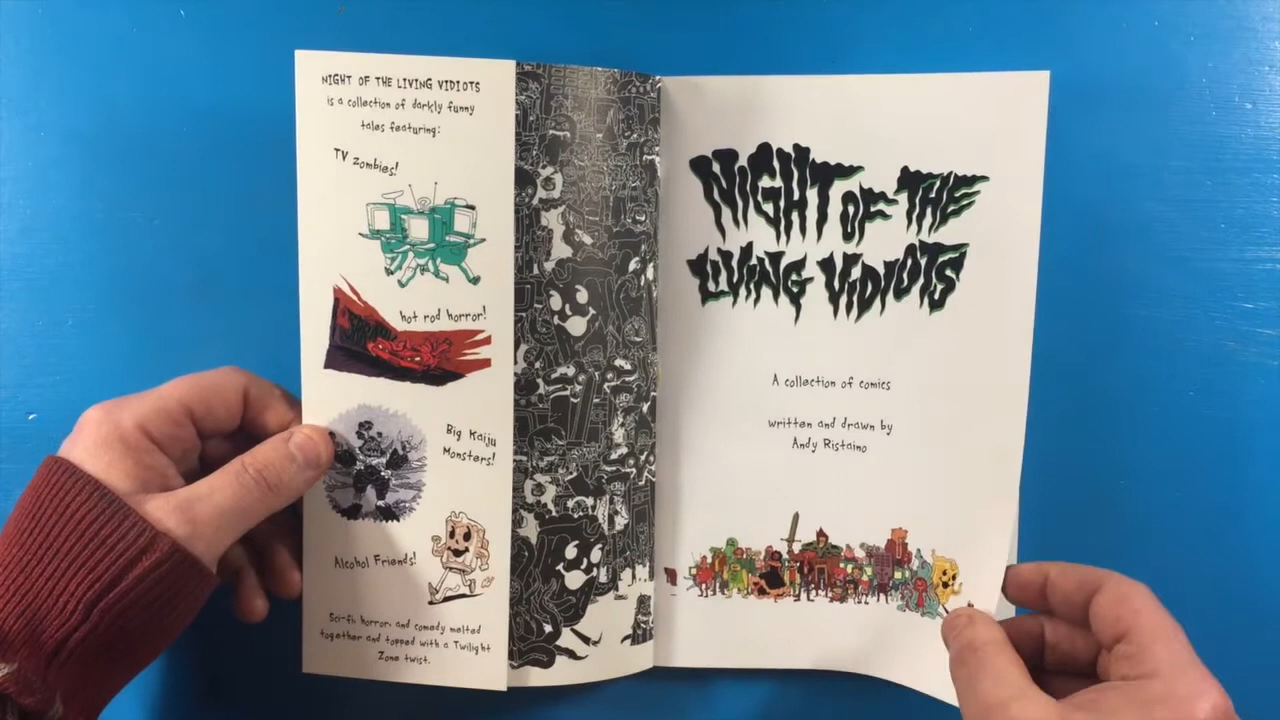 NIGHT OF THE LIVING VIDIOTS
is a collection of darkly funny
tales featuring:
TV Zombies!
hot rod horror!
Big Kaiju
Monsters!
Alcohol Friends!
Sci-fi, horror, and comedy melted
together and topped with a Twilight
Zone twist.
NIGHT OF THE
LIVING VIDIOTS
A collection of comics
written and drawn by
Andy Ristaino